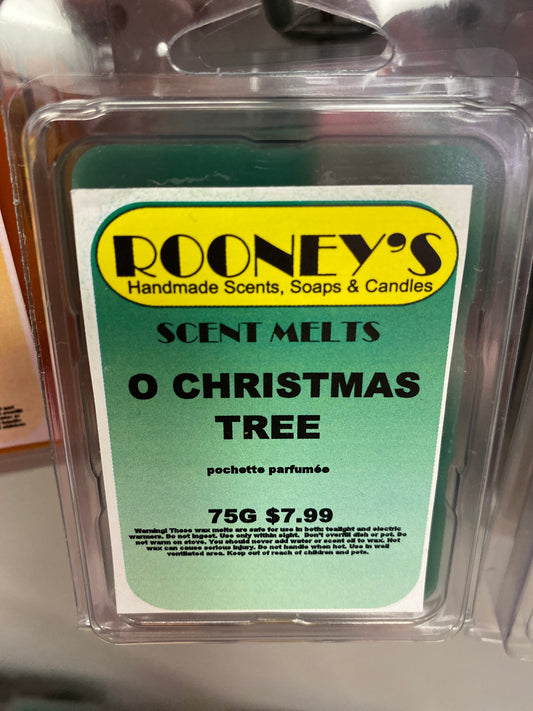 ROONEY'S
Handmade Scents, Soaps & Candles
SCENT MELTS
O CHRISTMAS
TREE
pochette parfumée
75G $7.99
Warning! These wax melts are safe for use in both: tealight and electric
warmers. Do not ingest. Use only within sight. Don't overfill dish or pot. Do
not warm on stove. You should never add water or scent oil to wax. Hot
wax can cause serious injury. Do not handle when hot. Use in well
ventilated area. Keep out of reach of children and pets.